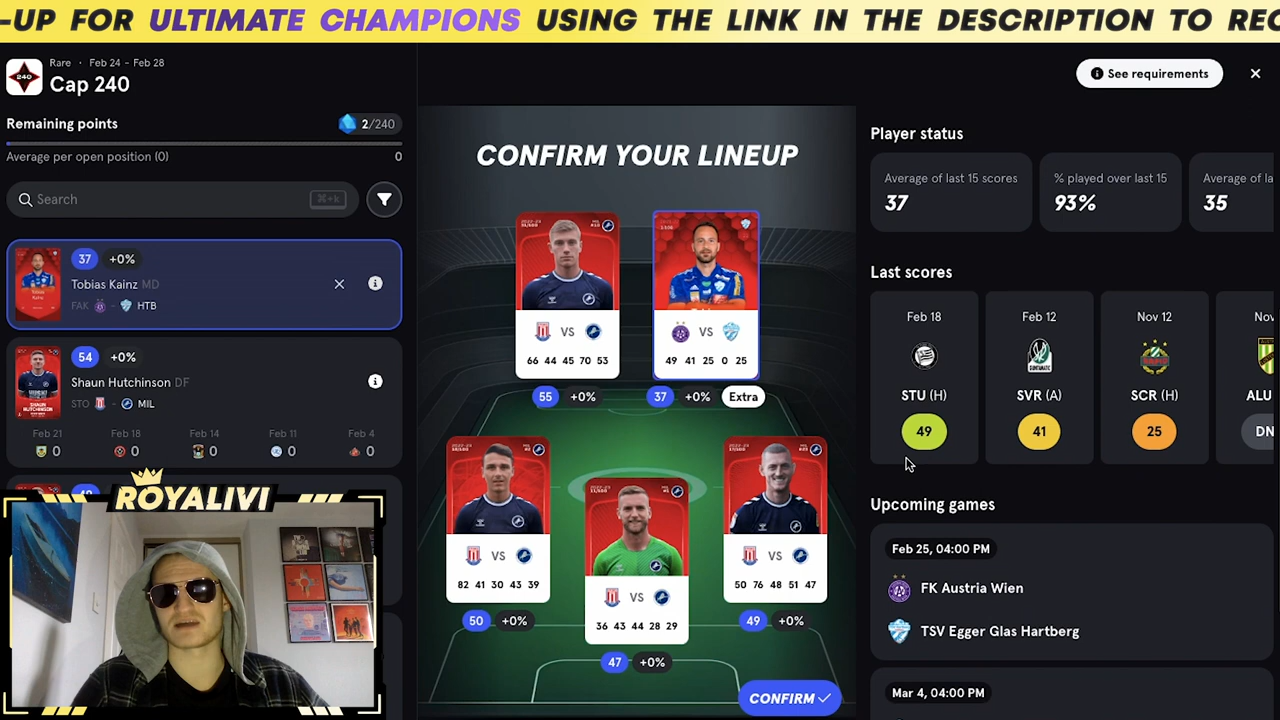 -UP FOR ULTIMATE CHAMPIONS USING THE LINK IN THE DESCRIPTION TO REC
240
Rare · Feb 24 - Feb 28
Cap 240
See requirements
Remaining points
2/240
Average per open position (0)
0
Search
⌘+k
37 +0%
Tobias Kainz MD
FAK - HTB
54 +0%
Shaun Hutchinson DF
STO - MIL
Feb 21 Feb 18 Feb 14 Feb 11 Feb 4
0 0 0 0 0
ROYALIVI
CONFIRM YOUR LINEUP
VS
66 44 45 70 53
55 +0%
VS
49 41 25 0 25
37 +0% Extra
VS
82 41 30 43 39
50 +0%
VS
36 43 44 28 29
47 +0%
VS
50 76 48 51 47
49 +0%
CONFIRM
Player status
Average of last 15 scores
37
% played over last 15
93%
Average of la
35
Last scores
Feb 18
STU (H)
49
Feb 12
SVR (A)
41
Nov 12
SCR (H)
25
Nov
ALU
DN
Upcoming games
Feb 25, 04:00 PM
FK Austria Wien
TSV Egger Glas Hartberg
Mar 4, 04:00 PM